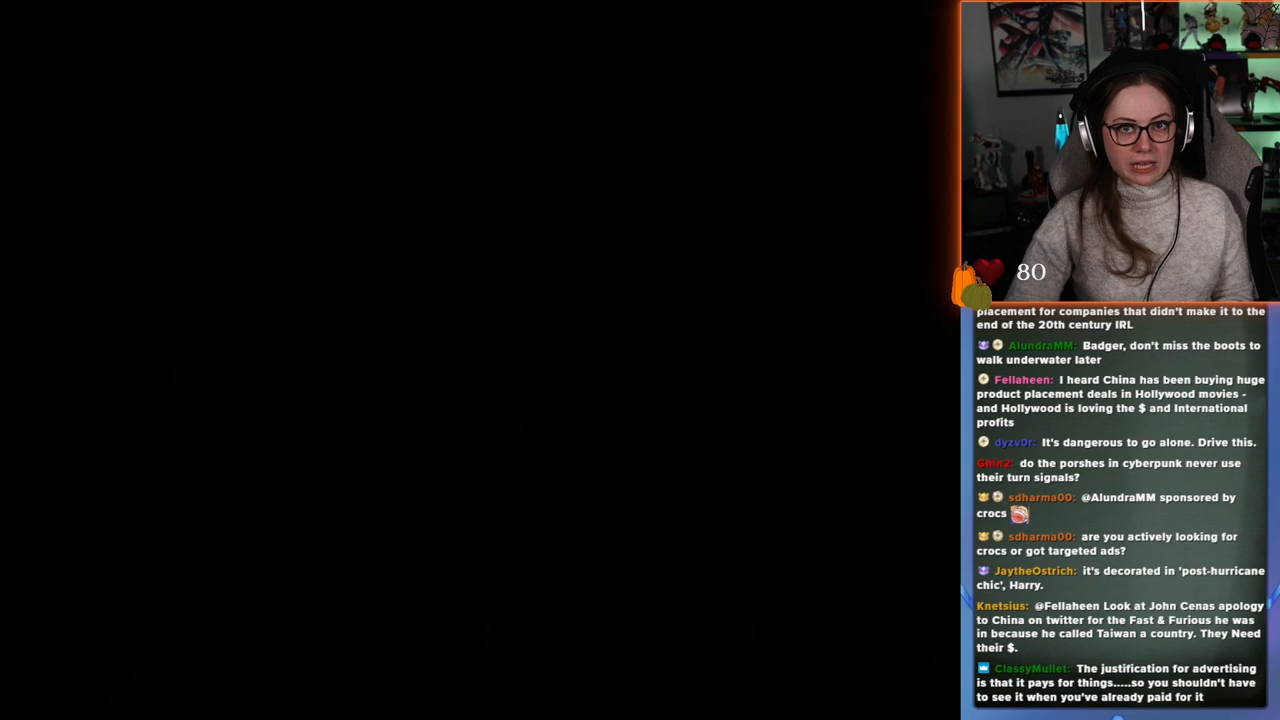 80
placement for companies that didn't make it to the
end of the 20th century IRL
AlundraMM: Badger, don't miss the boots to
walk underwater later
Fellaheen: I heard China has been buying huge
product placement deals in Hollywood movies -
and Hollywood is loving the $ and International
profits
dyzv0r: It's dangerous to go alone. Drive this.
Ghin2: do the porshes in cyberpunk never use
their turn signals?
sdharma00: @AlundraMM sponsored by
crocs
sdharma00: are you actively looking for
crocs or got targeted ads?
JaytheOstrich: it's decorated in 'post-hurricane
chic', Harry.
Knetsius: @Fellaheen Look at John Cenas apology
to China on twitter for the Fast & Furious he was
in because he called Taiwan a country. They Need
their $.
ClassyMullet: The justification for advertising
is that it pays for things.....so you shouldn't have
to see it when you've already paid for it